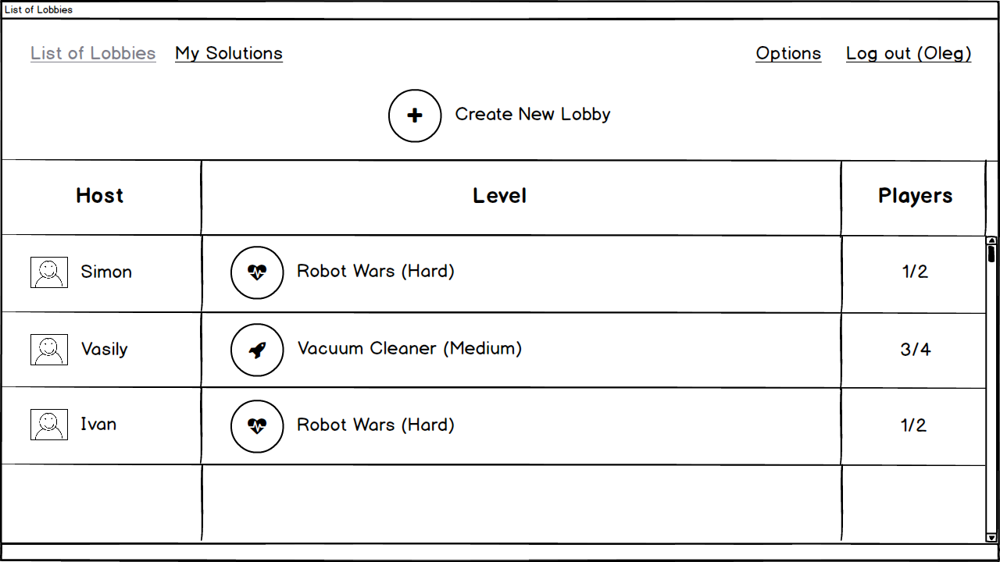 List of Lobbies
List of Lobbies My Solutions Options Log out (Oleg)
Create New Lobby
Host Level Players
Simon Robot Wars (Hard) 1/2
Vasily Vacuum Cleaner (Medium) 3/4
Ivan Robot Wars (Hard) 1/2